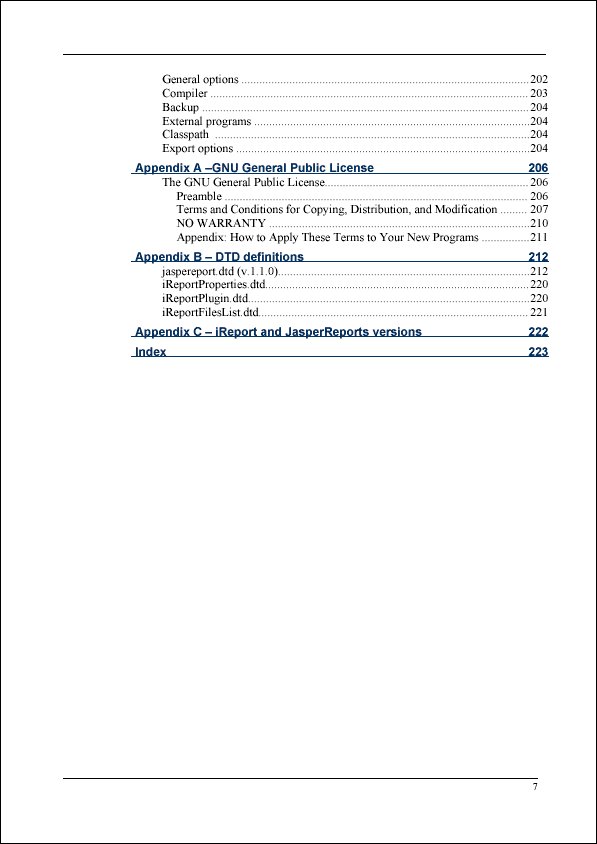 General options ................................................................................................ 202
Compiler .......................................................................................................... 203
Backup ............................................................................................................. 204
External programs ............................................................................................ 204
Classpath ......................................................................................................... 204
Export options .................................................................................................. 204
Appendix A –GNU General Public License 206
The GNU General Public License.................................................................... 206
Preamble ...................................................................................................... 206
Terms and Conditions for Copying, Distribution, and Modification ......... 207
NO WARRANTY ....................................................................................... 210
Appendix: How to Apply These Terms to Your New Programs ................ 211
Appendix B – DTD definitions 212
jaspereport.dtd (v.1.1.0).................................................................................... 212
iReportProperties.dtd........................................................................................ 220
iReportPlugin.dtd.............................................................................................. 220
iReportFilesList.dtd.......................................................................................... 221
Appendix C – iReport and JasperReports versions 222
Index 223
7